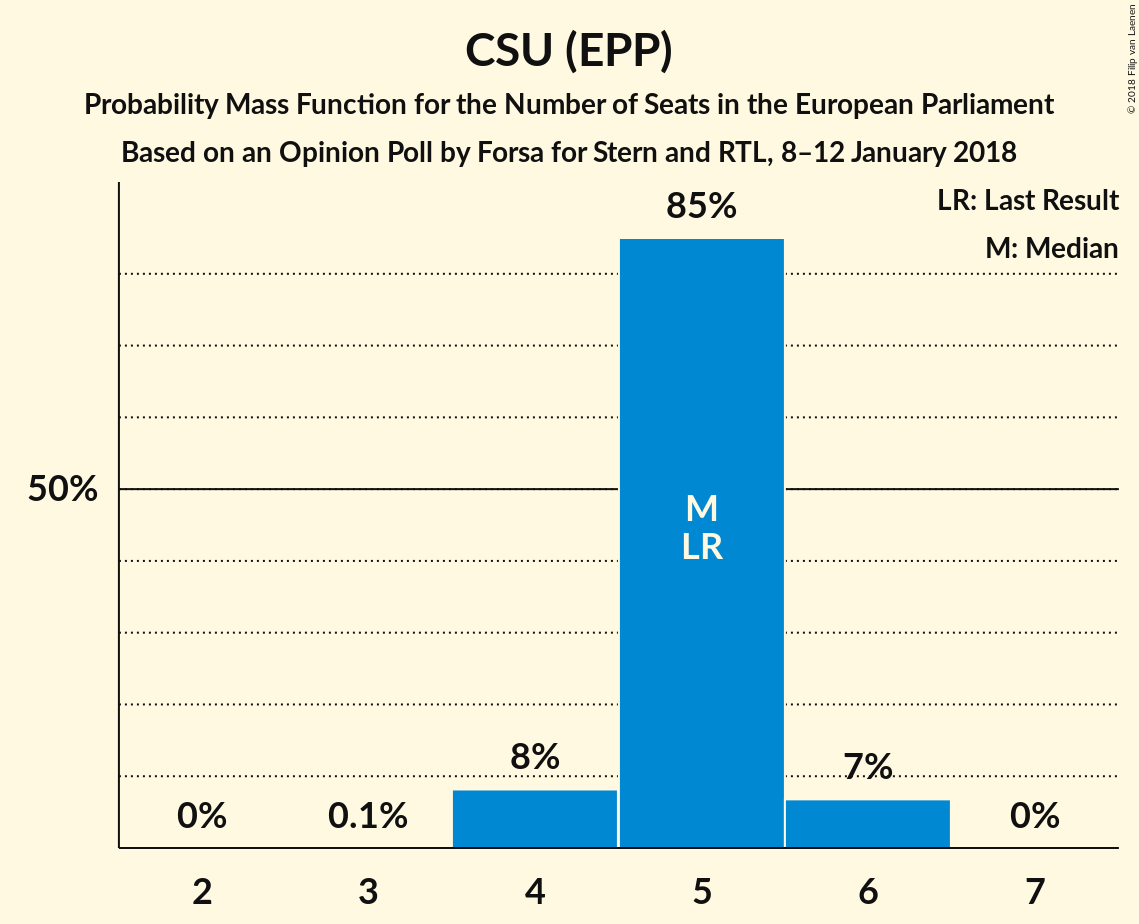 CSU (EPP)
Probability Mass Function for the Number of Seats in the European Parliament
Based on an Opinion Poll by Forsa for Stern and RTL, 8–12 January 2018
© 2018 Filip van Laenen
LR: Last Result
M: Median
85%
50%
M
LR
8%
7%
0%
0.1%
0%
2
3
4
5
6
7